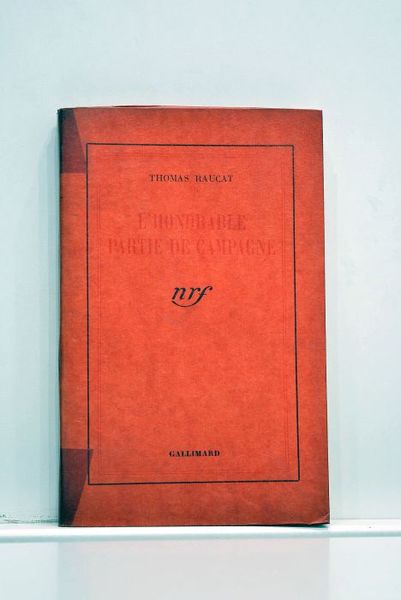 THOMAS RAUCAT
L'HONORABLE
PARTIE DE CAMPAGNE
nrf
GALLIMARD